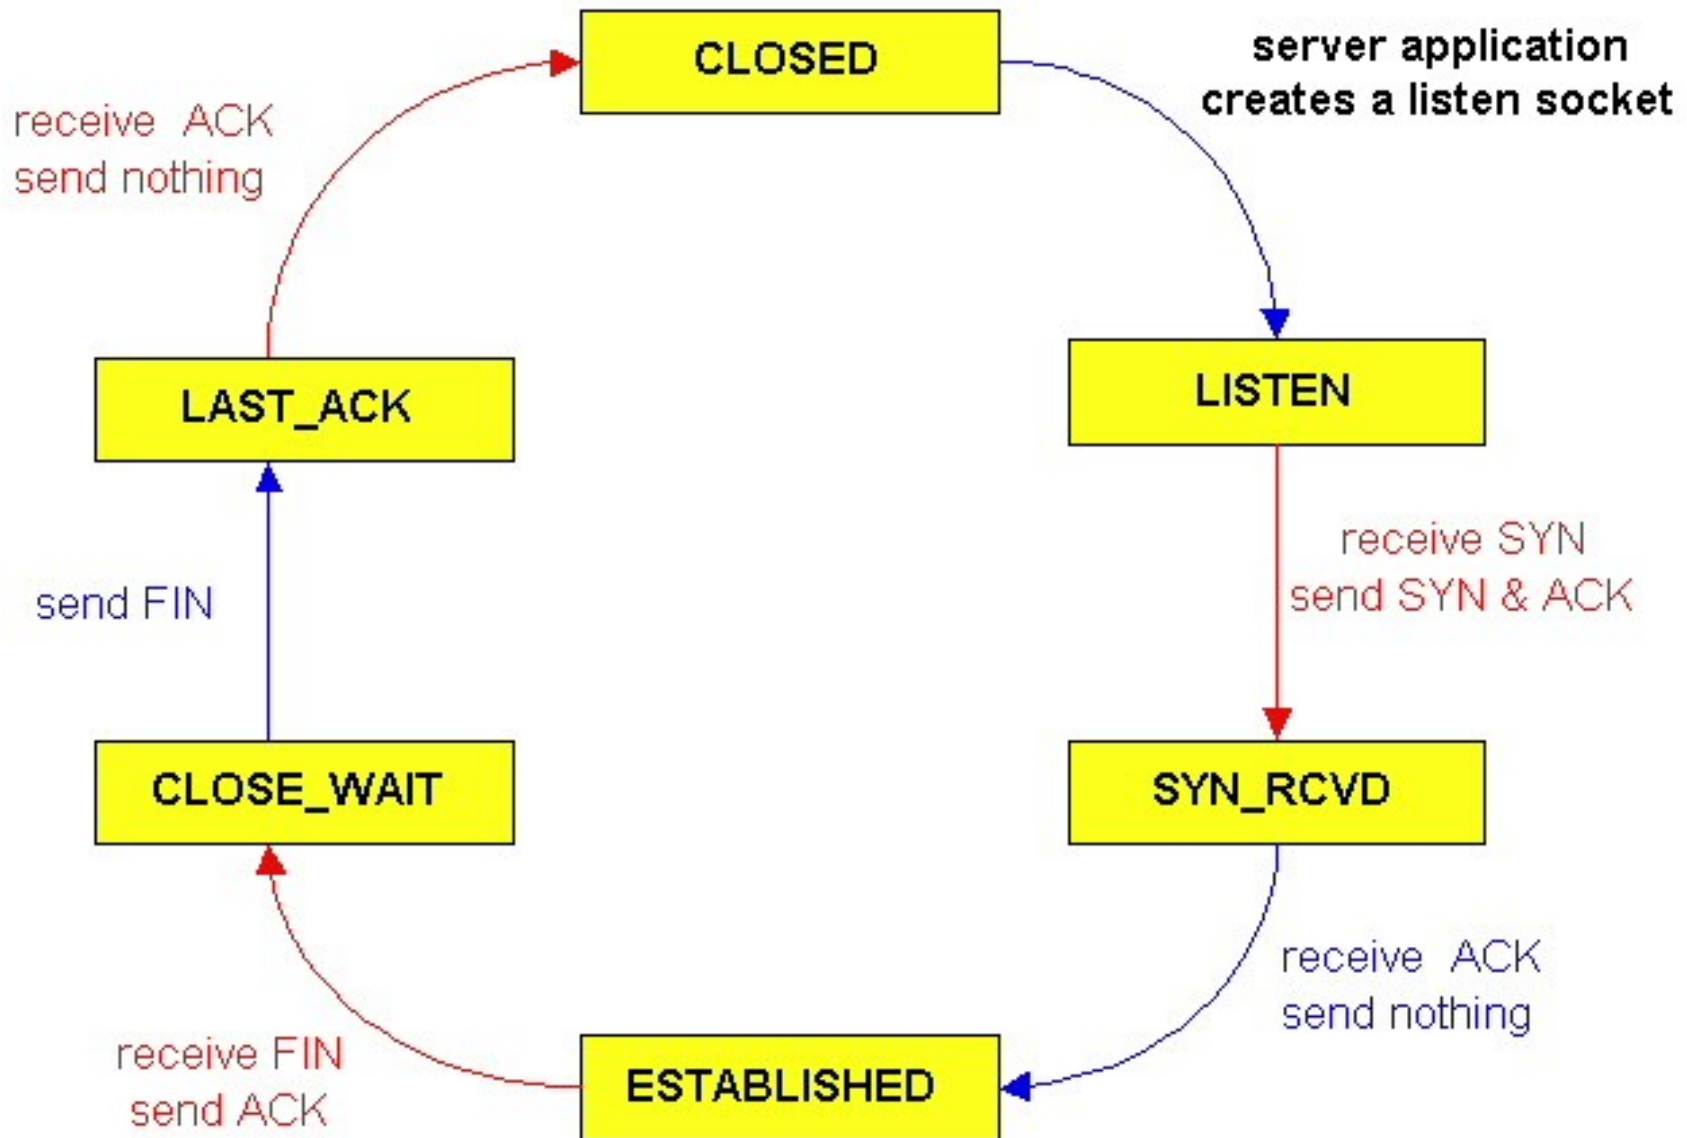 CLOSED
server application
creates a listen socket
receive ACK
send nothing
LISTEN
LAST_ACK
receive SYN
send SYN & ACK
send FIN
CLOSE_WAIT
SYN_RCVD
receive ACK
send nothing
receive FIN
send ACK
ESTABLISHED